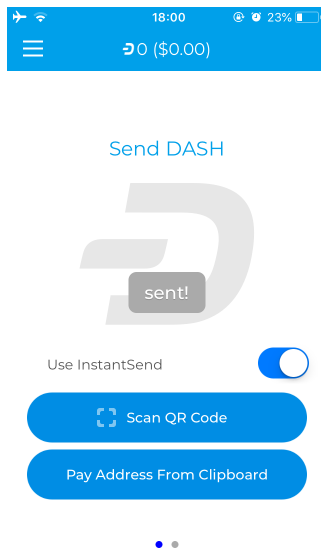 18:00
23%
0 ($0.00)
Send DASH
sent!
Use InstantSend
Scan QR Code
Pay Address From Clipboard